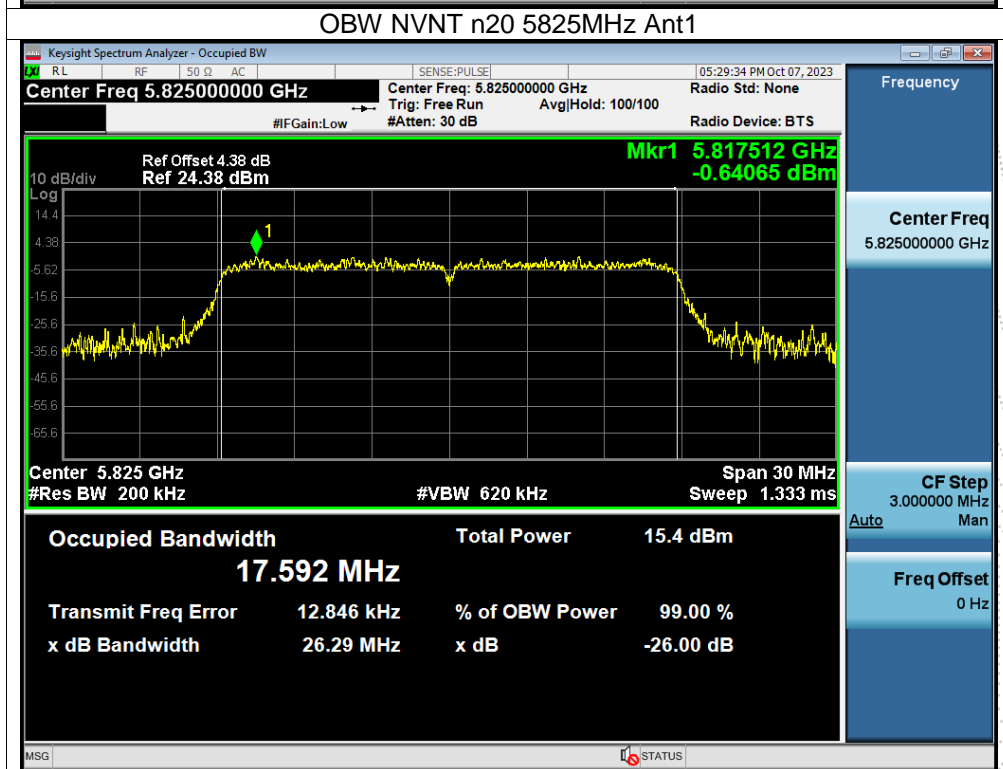 OBW NVNT n20 5825MHz Ant1
Keysight Spectrum Analyzer - Occupied BW
LXI RL RF 50 Ω AC SENSE:PULSE 05:29:34 PM Oct 07, 2023
Center Freq 5.825000000 GHz
Center Freq: 5.825000000 GHz
Radio Std: None
Trig: Free Run Avg|Hold: 100/100
#IFGain:Low
#Atten: 30 dB
Radio Device: BTS
Frequency
Mkr1 5.817512 GHz
-0.64065 dBm
Ref Offset 4.38 dB
10 dB/div Ref 24.38 dBm
Log
14.4
1
4.38
-5.62
-15.6
-25.6
-35.6
-45.6
-55.6
-65.6
Center 5.825 GHz Span 30 MHz
#Res BW 200 kHz #VBW 620 kHz Sweep 1.333 ms
Center Freq
5.825000000 GHz
CF Step
3.000000 MHz
Auto Man
Freq Offset
0 Hz
Occupied Bandwidth Total Power 15.4 dBm
17.592 MHz
Transmit Freq Error 12.846 kHz % of OBW Power 99.00 %
x dB Bandwidth 26.29 MHz x dB -26.00 dB
MSG STATUS